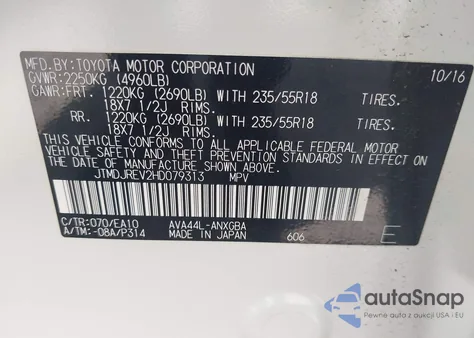 MFD.BY:TOYOTA MOTOR CORPORATION 10/16
GVWR:2250KG (4960LB)
GAWR:FRT. 1220KG (2690LB) WITH 235/55R18 TIRES.
18X7 1/2J RIMS.
RR. 1220KG (2690LB) WITH 235/55R18 TIRES.
18X7 1/2J RIMS.
THIS VEHICLE CONFORMS TO ALL APPLICABLE FEDERAL MOTOR
VEHICLE SAFETY STANDARDS IN EFFECT ON THE
DATE OF MANUFACTURE SHOWN ABOVE.
JTMDJREV2HD079313 MPV
C/TR:070/EA10 AVA44L-ANXGBA
A/TM:-08A/P314 MADE IN JAPAN 606 E
autoSnap
Pewne auta z aukcji USA i EU